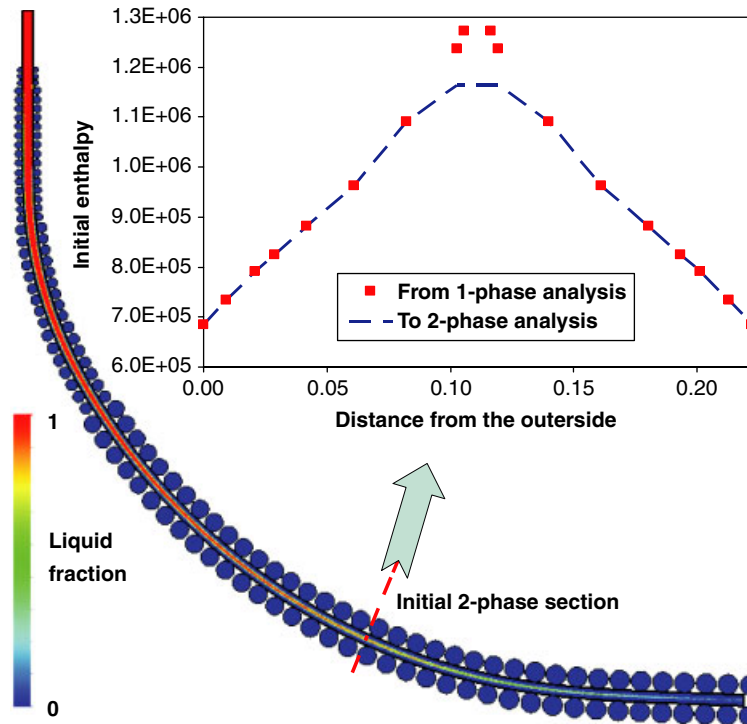 1.3E+06
1.2E+06
1.1E+06
1.0E+06
9.0E+05
8.0E+05
7.0E+05
6.0E+05
Initial enthalpy
From 1-phase analysis
To 2-phase analysis
0.00 0.05 0.10 0.15 0.20
Distance from the outerside
1
Liquid
fraction
0
Initial 2-phase section